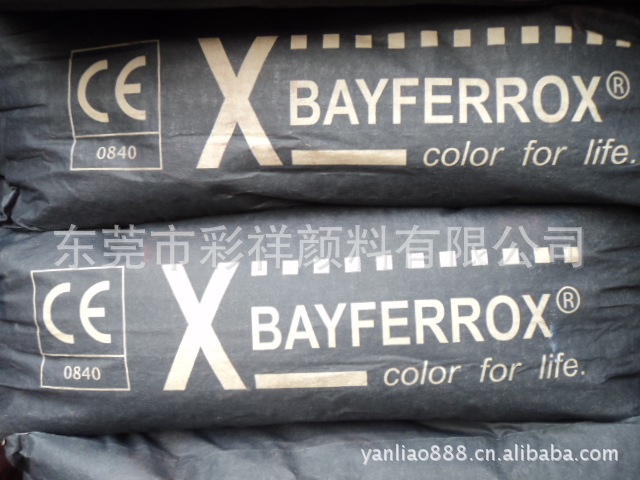 CE
0840
X BAYFERROX®
color for life.
东莞市彩祥颜料有限公司
CE
0840
X BAYFERROX®
color for life.
yanliao888.cn.alibaba.com